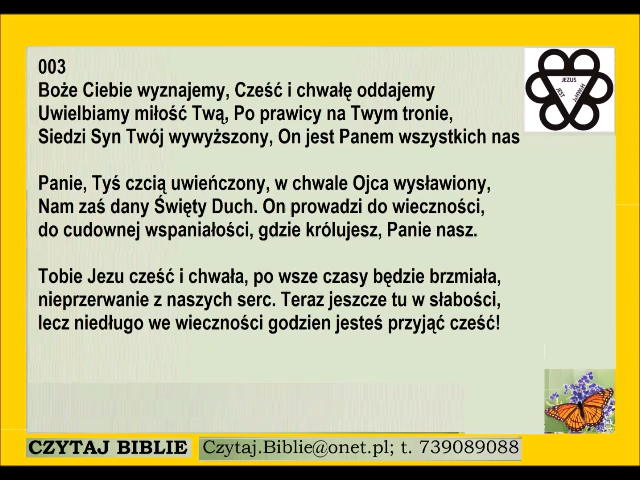 003
Boże Ciebie wyznajemy, Cześć i chwałę oddajemy
Uwielbiamy miłość Twą, Po prawicy na Twym tronie,
Siedzi Syn Twój wywyższony, On jest Panem wszystkich nas
Panie, Tyś czcią uwieńczony, w chwale Ojca wysławiony,
Nam zaś dany Święty Duch. On prowadzi do wieczności,
do cudownej wspaniałości, gdzie królujesz, Panie nasz.
Tobie Jezu cześć i chwała, po wsze czasy będzie brzmiała,
nieprzerwanie z naszych serc. Teraz jeszcze tu w słabości,
lecz niedługo we wieczności godzien jesteś przyjąć cześć!
JEZUS
JEST
CZYTAJ BIBLIE
Czytaj.Biblie@onet.pl; t. 739089088